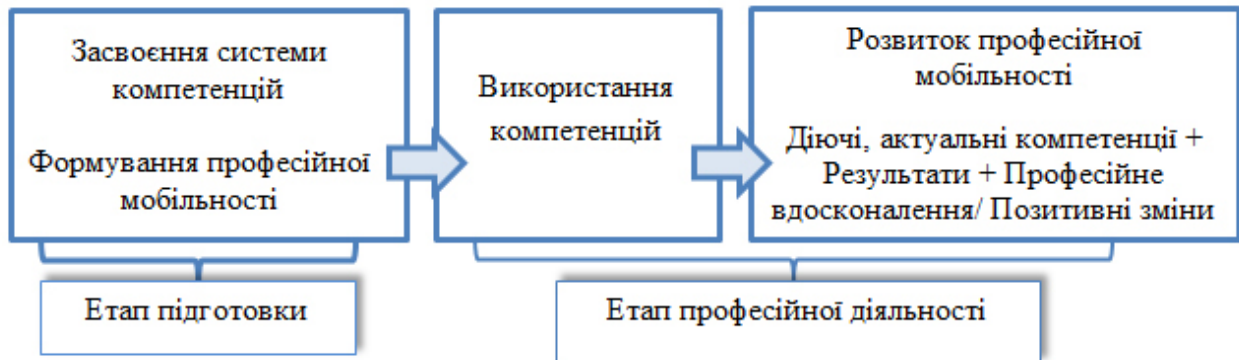 Засвоєння системи
компетенцій
Формування професійної
мобільності
Використання
компетенцій
Розвиток професійної
мобільності
Діючі, актуальні компетенції +
Результати + Професійне
вдосконалення/ Позитивні зміни
Етап підготовки
Етап професійної діяльності